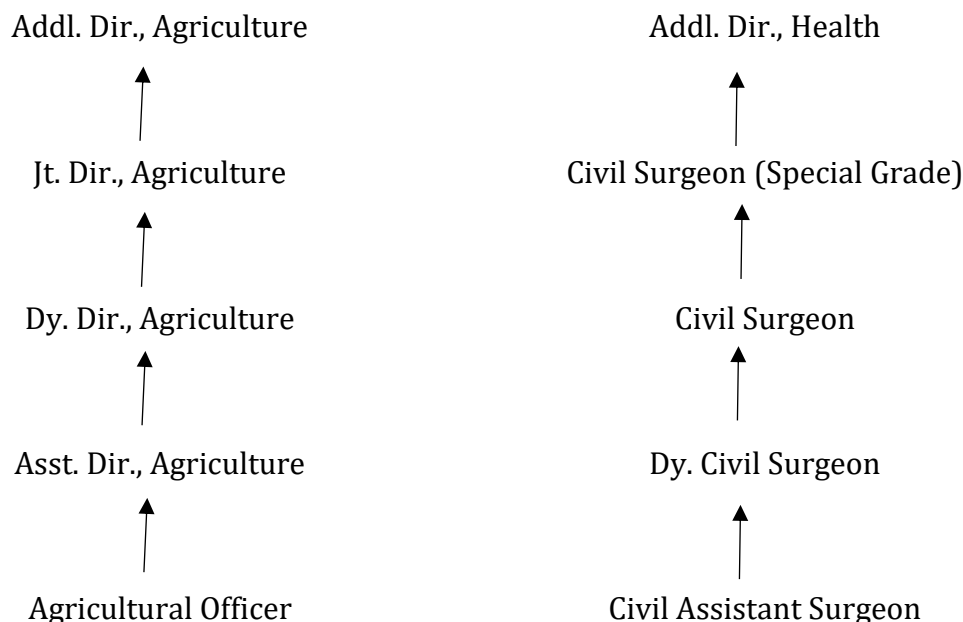 Addl. Dir., Agriculture
Jt. Dir., Agriculture
Dy. Dir., Agriculture
Asst. Dir., Agriculture
Agricultural Officer
Addl. Dir., Health
Civil Surgeon (Special Grade)
Civil Surgeon
Dy. Civil Surgeon
Civil Assistant Surgeon